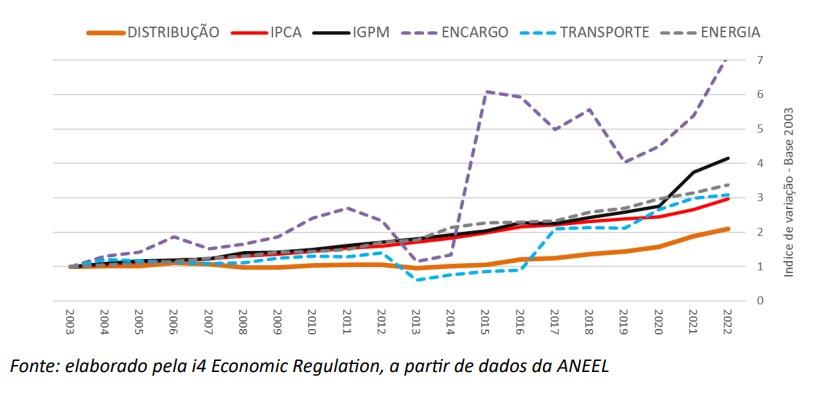 DISTRIBUÇÃO IPCA IGPM ENCARGO TRANSPORTE ENERGIA
7
6
5
4
3
2
1
0
Indice de variação - Base 2003
2003 2004 2005 2006 2007 2008 2009 2010 2011 2012 2013 2014 2015 2016 2017 2018 2019 2020 2021 2022
Fonte: elaborado pela i4 Economic Regulation, a partir de dados da ANEEL